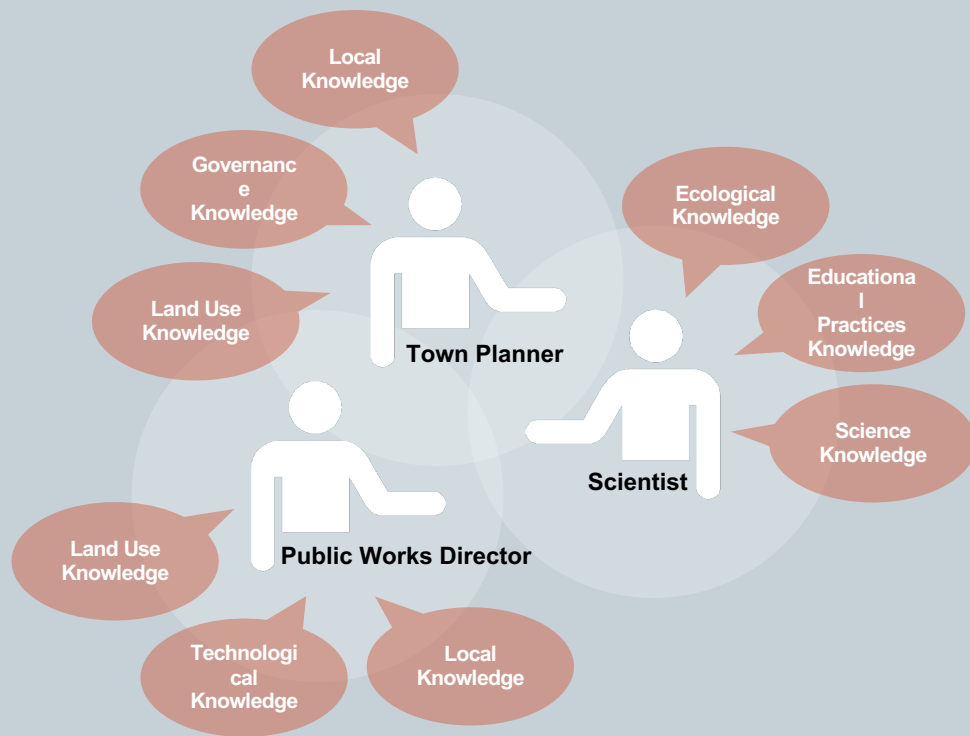 Local
Knowledge
Governanc
e
Knowledge
Ecological
Knowledge
Educationa
l
Practices
Knowledge
Land Use
Knowledge
Town Planner
Science
Knowledge
Scientist
Land Use
Knowledge
Public Works Director
Technologi
cal
Knowledge
Local
Knowledge